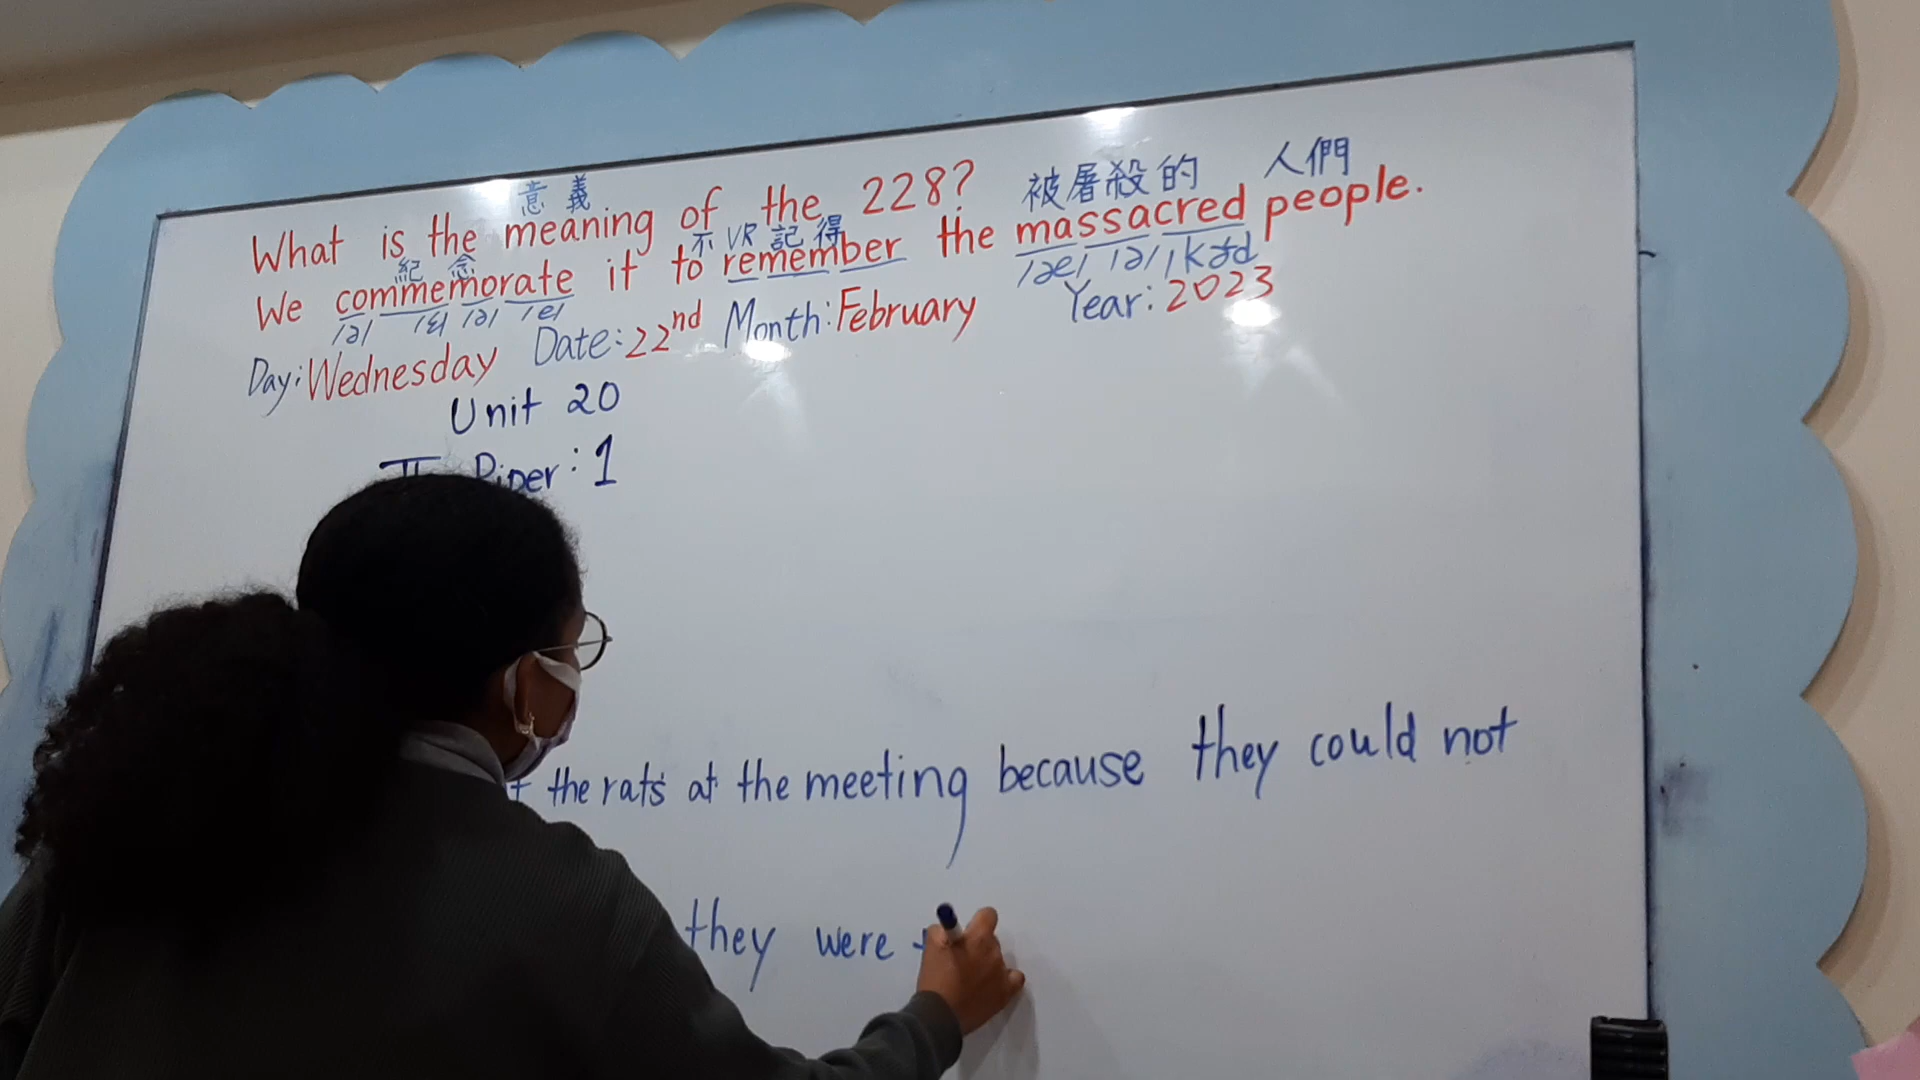 意義
What is the meaning of the 228?
被屠殺的 人們
紀念 不VR 記得
We commemorate it to remember the massacred people.
/ə/ /ɛ/ /ə/ /e/ /æ/ /ə/
Day: Wednesday Date: 22nd Month: February Year: 2023
Unit 20
II Piper: 1
the rats at the meeting because they could not
they were